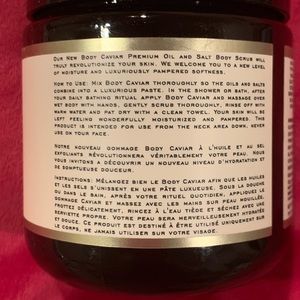 Our New Body Caviar Premium Oil and Salt Body Scrub will
truly revolutionize your skin. We welcome you to a new level
of moisture and luxuriously pampered softness.
How to Use: Mix Body Caviar thoroughly so the oils and salts
combine into a luxurious paste. In the shower or bath, after
your daily bathing ritual apply Body Caviar and massage over
wet body with hands, gently scrub thoroughly, rinse off with
warm water and pat dry with a clean towel. Your skin will be
left feeling wonderfully moisturized and pampered. This
product is intended for use from the neck area down, never
use on your face.
Notre nouveau gommage Body Caviar à l'huile et au sel
exfoliants révolutionnera véritablement votre peau. Nous
vous invitons à découvrir un nouveau niveau d'hydratation et
de somptueuse douceur.
Instructions: Mélangez bien le Body Caviar afin que les huiles
et les sels s'unissent en une pâte luxueuse. Sous la douche
ou dans le bain, après votre rituel quotidien, applique le
gommage Caviar et massez avec les mains sur peau mouillée,
frottez délicatement, rincez à l'eau tiède et séchez avec une
serviette propre. Votre peau sera merveilleusement hydratée
et douce. Ce produit est destiné à être utilisé uniquement sur
le corps, ne jamais utiliser sur votre visage.